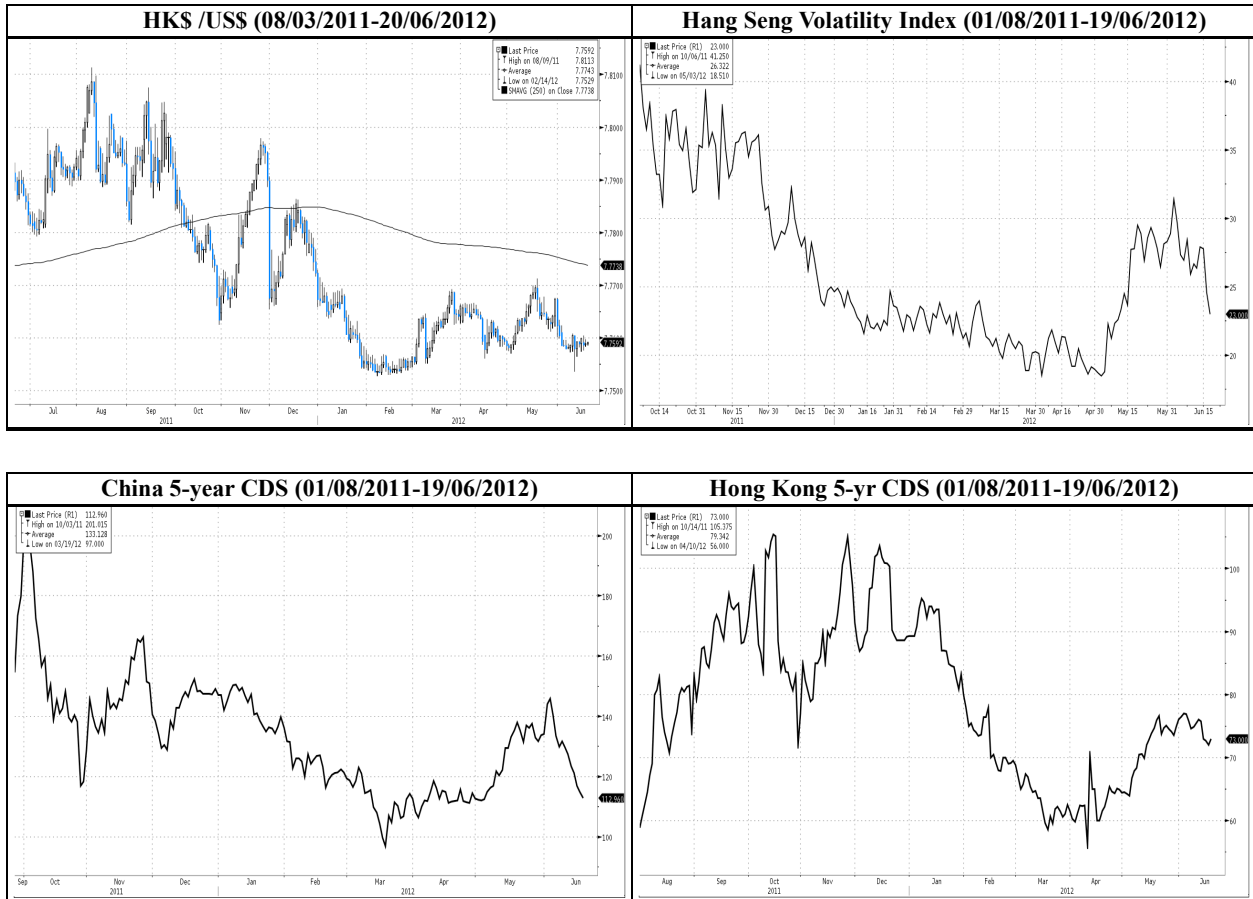 HK$ /US$ (08/03/2011-20/06/2012)
Last Price 7.7592
High on 08/09/11 7.8113
Average 7.7743
Low on 02/14/12 7.7529
SMAVG (250) on Close 7.7738
7.8100
7.8000
7.7900
7.7800
7.7738
7.7700
7.7600
7.7592
7.7500
Jul Aug Sep Oct Nov Dec Jan Feb Mar Apr May Jun
2011 2012
Hang Seng Volatility Index (01/08/2011-19/06/2012)
Last Price (R1) 23.000
High on 10/06/11 41.250
Average 26.322
Low on 05/03/12 18.510
40
35
30
25
23.000
20
Oct 14 Oct 31 Nov 15 Nov 30 Dec 15 Dec 30 Jan 16 Jan 31 Feb 14 Feb 29 Mar 15 Mar 30 Apr 16 Apr 30 May 15 May 31 Jun 15
2011 2012
China 5-year CDS (01/08/2011-19/06/2012)
Last Price (R1) 112.960
High on 10/03/11 201.015
Average 133.128
Low on 03/19/12 97.000
200
180
160
140
120
112.960
100
Sep Oct Nov Dec Jan Feb Mar Apr May Jun
2011 2012
Hong Kong 5-yr CDS (01/08/2011-19/06/2012)
Last Price (R1) 73.000
High on 10/14/11 105.375
Average 79.342
Low on 04/10/12 56.000
100
90
80
73.000
70
60
Aug Sep Oct Nov Dec Jan Feb Mar Apr May Jun
2011 2012